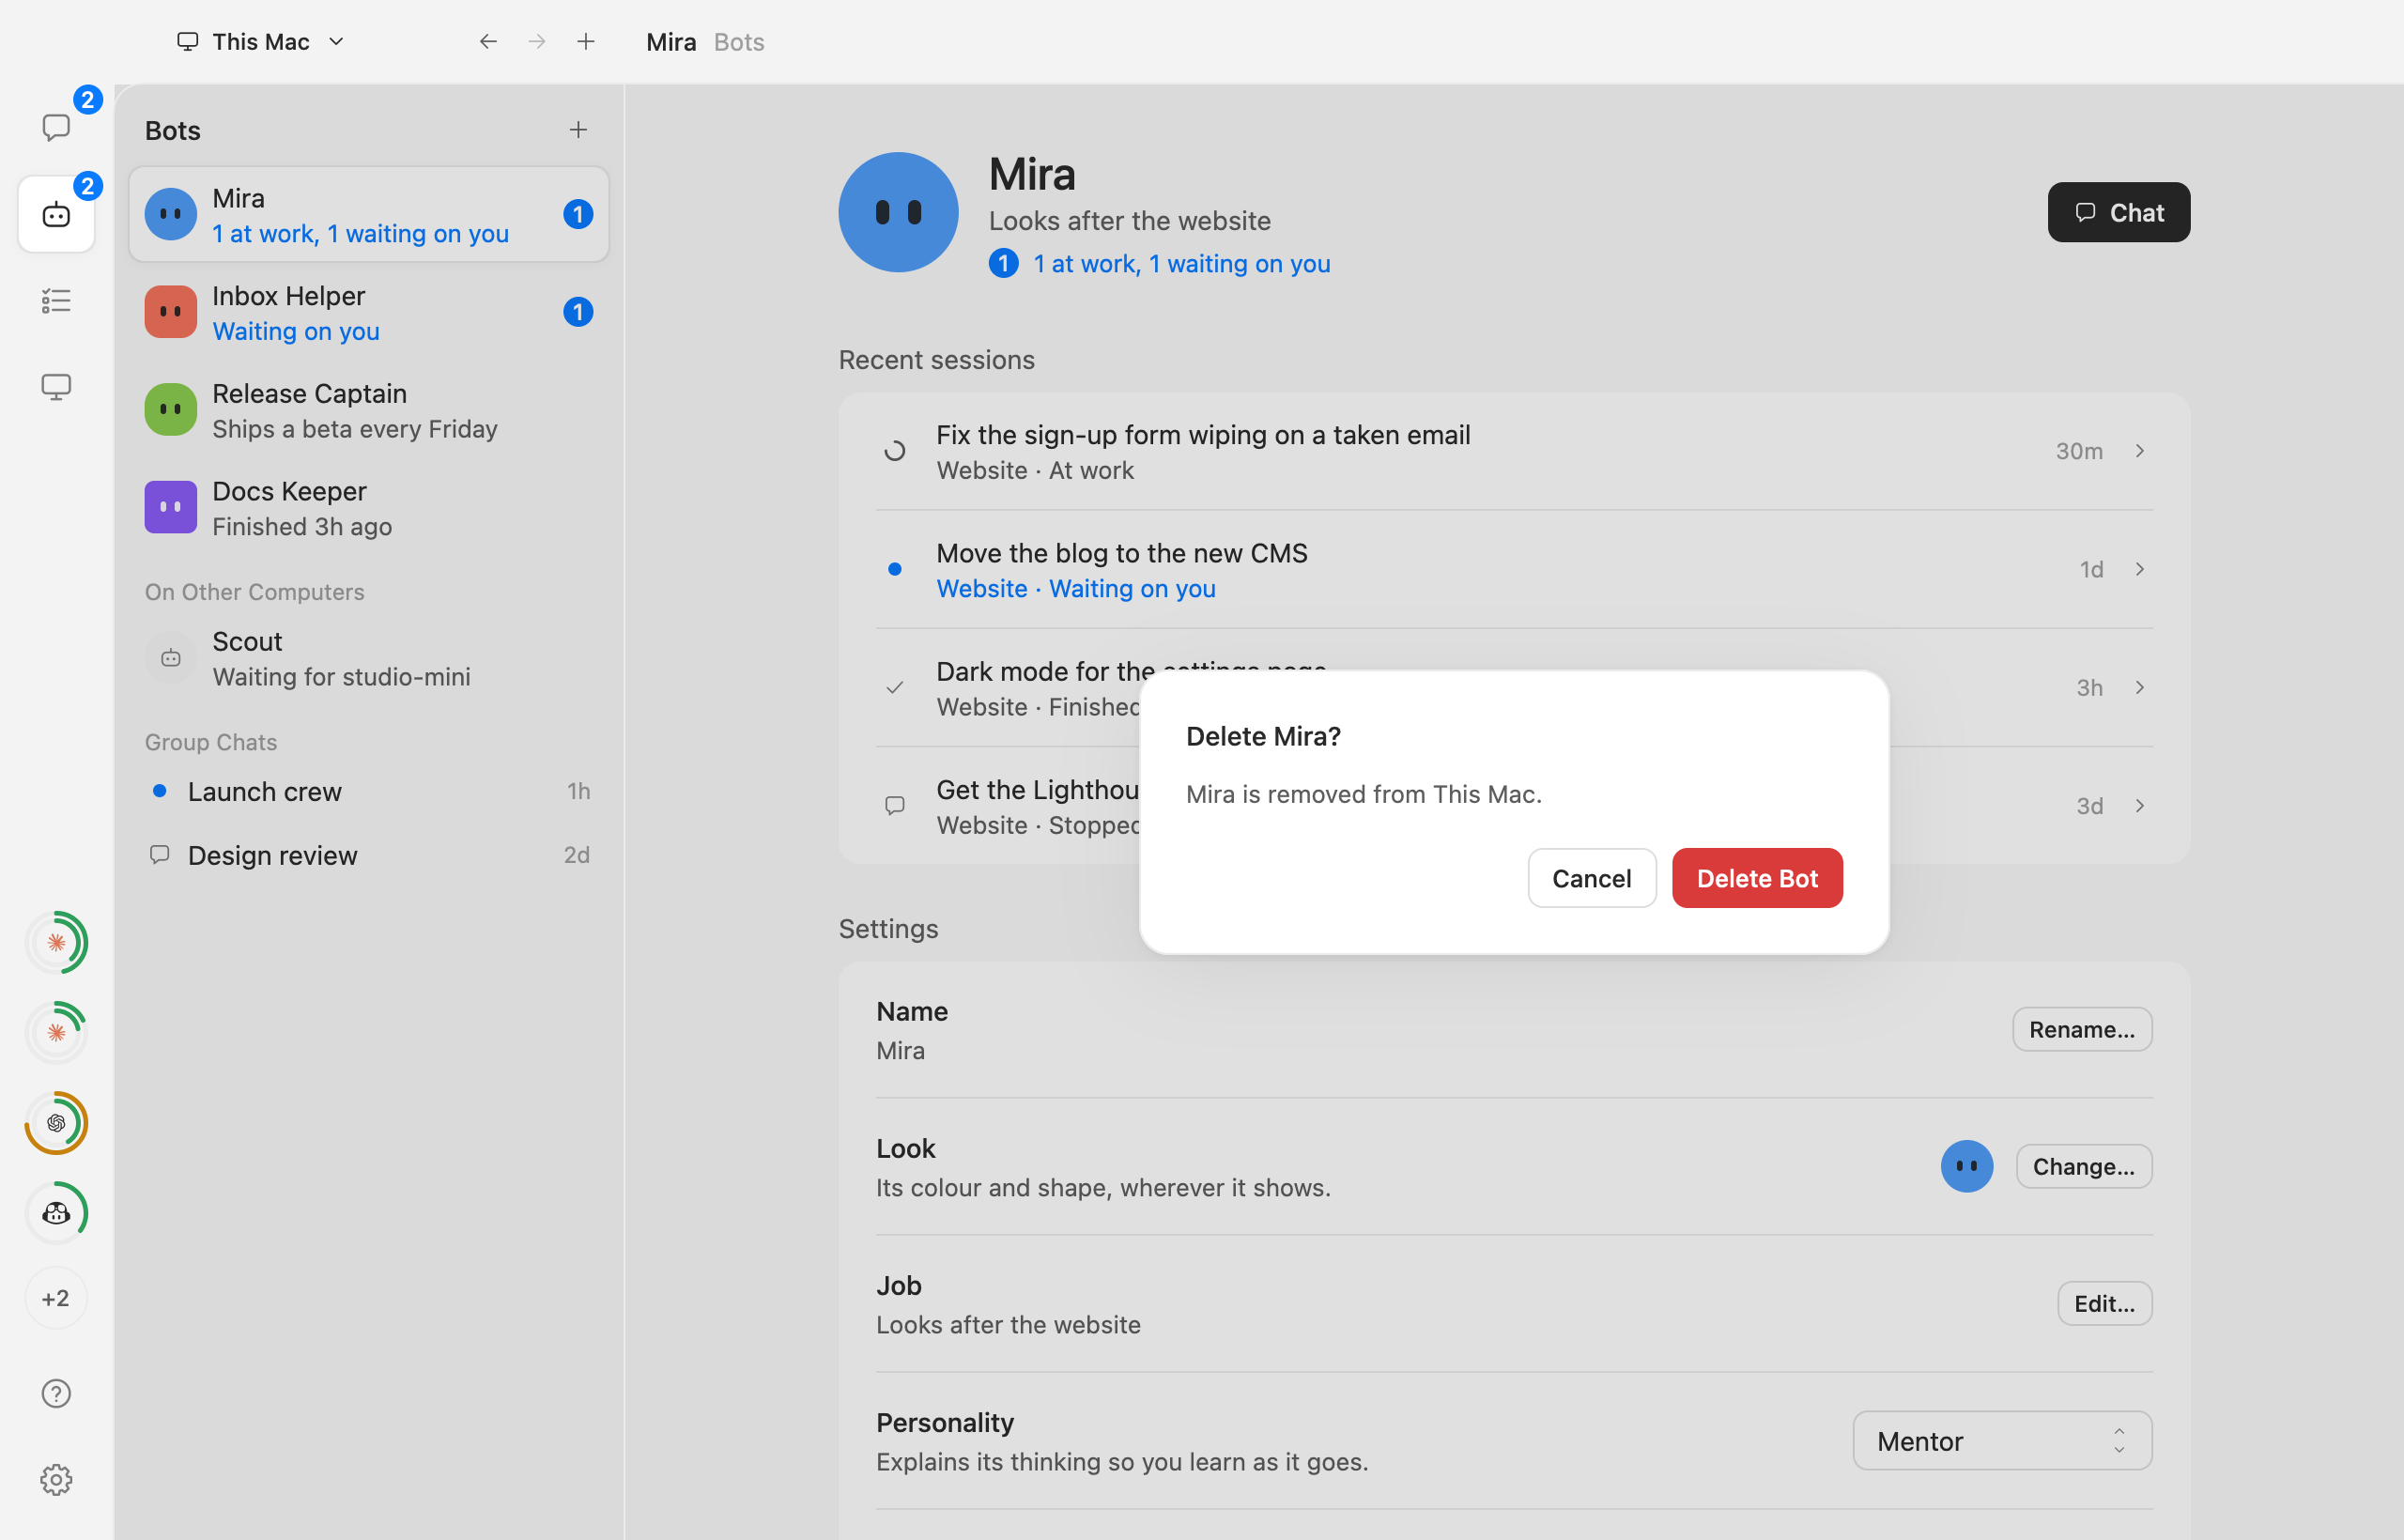 This Mac
Mira Bots
2
2
Bots
Mira
1 at work, 1 waiting on you
1
Inbox Helper
Waiting on you
1
Release Captain
Ships a beta every Friday
Docs Keeper
Finished 3h ago
On Other Computers
Scout
Waiting for studio-mini
Group Chats
Launch crew
1h
Design review
2d
+2
Mira
Looks after the website
1 1 at work, 1 waiting on you
Chat
Recent sessions
Fix the sign-up form wiping on a taken email
Website · At work
30m
Move the blog to the new CMS
Website · Waiting on you
1d
Dark mode for the
Website · Finished
3h
Get the
Website · Stopped
3d
Delete Mira?
Mira is removed from This Mac.
Cancel
Delete Bot
Settings
Name
Mira
Rename...
Look
Its colour and shape, wherever it shows.
Change...
Job
Looks after the website
Edit...
Personality
Explains its thinking so you learn as it goes.
Mentor